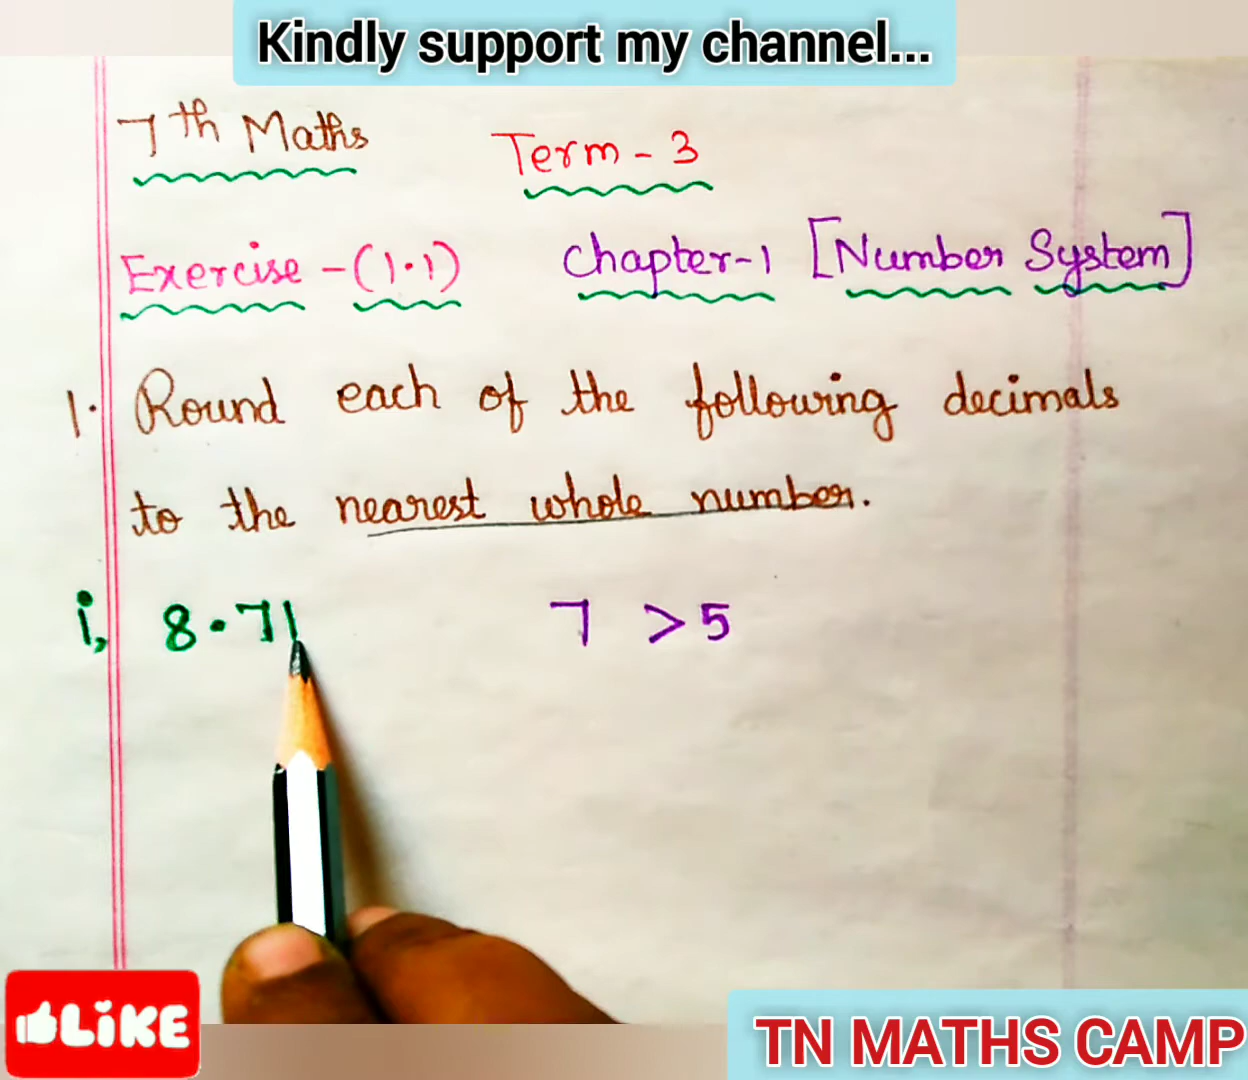 Kindly support my channel...
7th Maths Term - 3
Exercise - (1.1) Chapter-1 [Number System]
1. Round each of the following decimals
to the nearest whole number.
i, 8.71 7 > 5
LiKE
TN MATHS CAMP